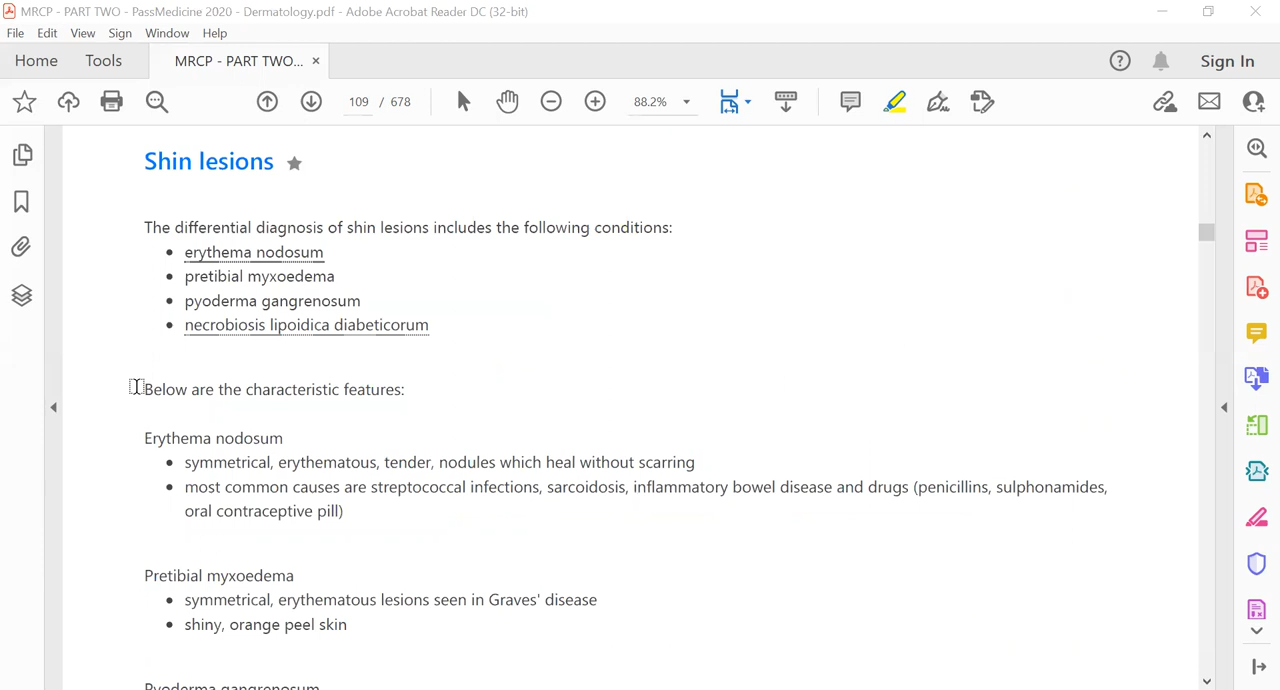 MRCP - PART TWO - PassMedicine 2020 - Dermatology.pdf - Adobe Acrobat Reader DC (32-bit)
File Edit View Sign Window Help
Home Tools MRCP - PART TWO... × Sign In
109 / 678 88.2%
Shin lesions
The differential diagnosis of shin lesions includes the following conditions:
• erythema nodosum
• pretibial myxoedema
• pyoderma gangrenosum
• necrobiosis lipoidica diabeticorum
Below are the characteristic features:
Erythema nodosum
• symmetrical, erythematous, tender, nodules which heal without scarring
• most common causes are streptococcal infections, sarcoidosis, inflammatory bowel disease and drugs (penicillins, sulphonamides,
oral contraceptive pill)
Pretibial myxoedema
• symmetrical, erythematous lesions seen in Graves' disease
• shiny, orange peel skin
Pyoderma gangrenosum